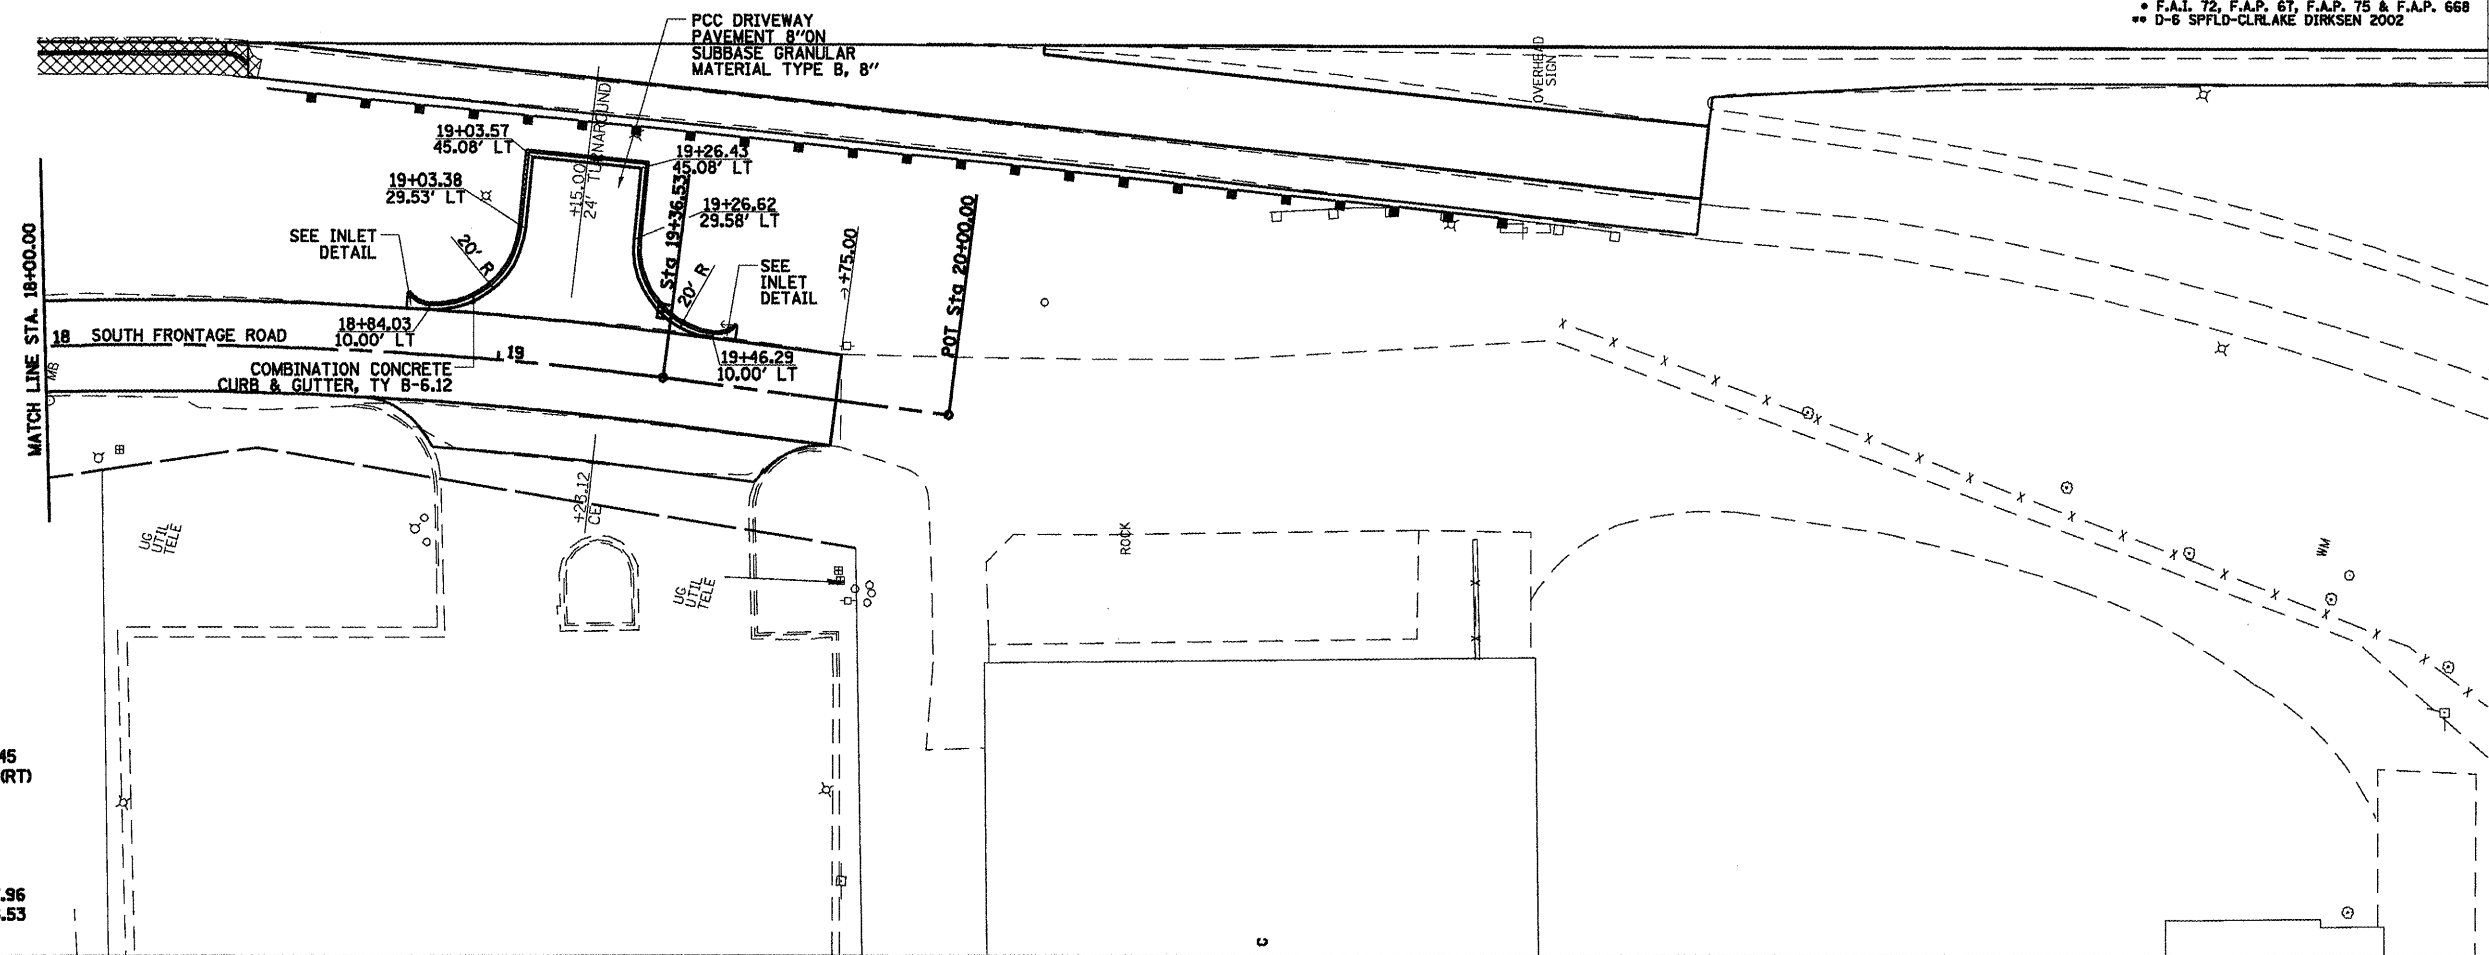 • F.A.I. 72, F.A.P. 67, F.A.P. 75 & F.A.P. 668
** D-6 SPFLD-CLRLAKE DIRKSEN 2002
PCC DRIVEWAY
PAVEMENT 8"ON
SUBBASE GRANULAR
MATERIAL TYPE B, 8"
OVERHEAD
SIGN
19+03.57
45.08' LT
19+26.43
45.08' LT
19+03.38
29.53' LT
19+26.62
29.58' LT
+15.00
24' TURNAROUND
SEE INLET
DETAIL
20' R
Sta 19+36.53
20' R
SEE
INLET
DETAIL
+75.00
POT Sta 20+00.00
MATCH LINE STA. 18+00.00
18 SOUTH FRONTAGE ROAD
18+84.03
10.00' LT
19
19+46.29
10.00' LT
COMBINATION CONCRETE
CURB & GUTTER, TY B-6.12
MB
+23.12
CE
UG
UTIL
TELE
UG
UTIL
TELE
ROCK
WM
45
(RT)
.96
.53
C